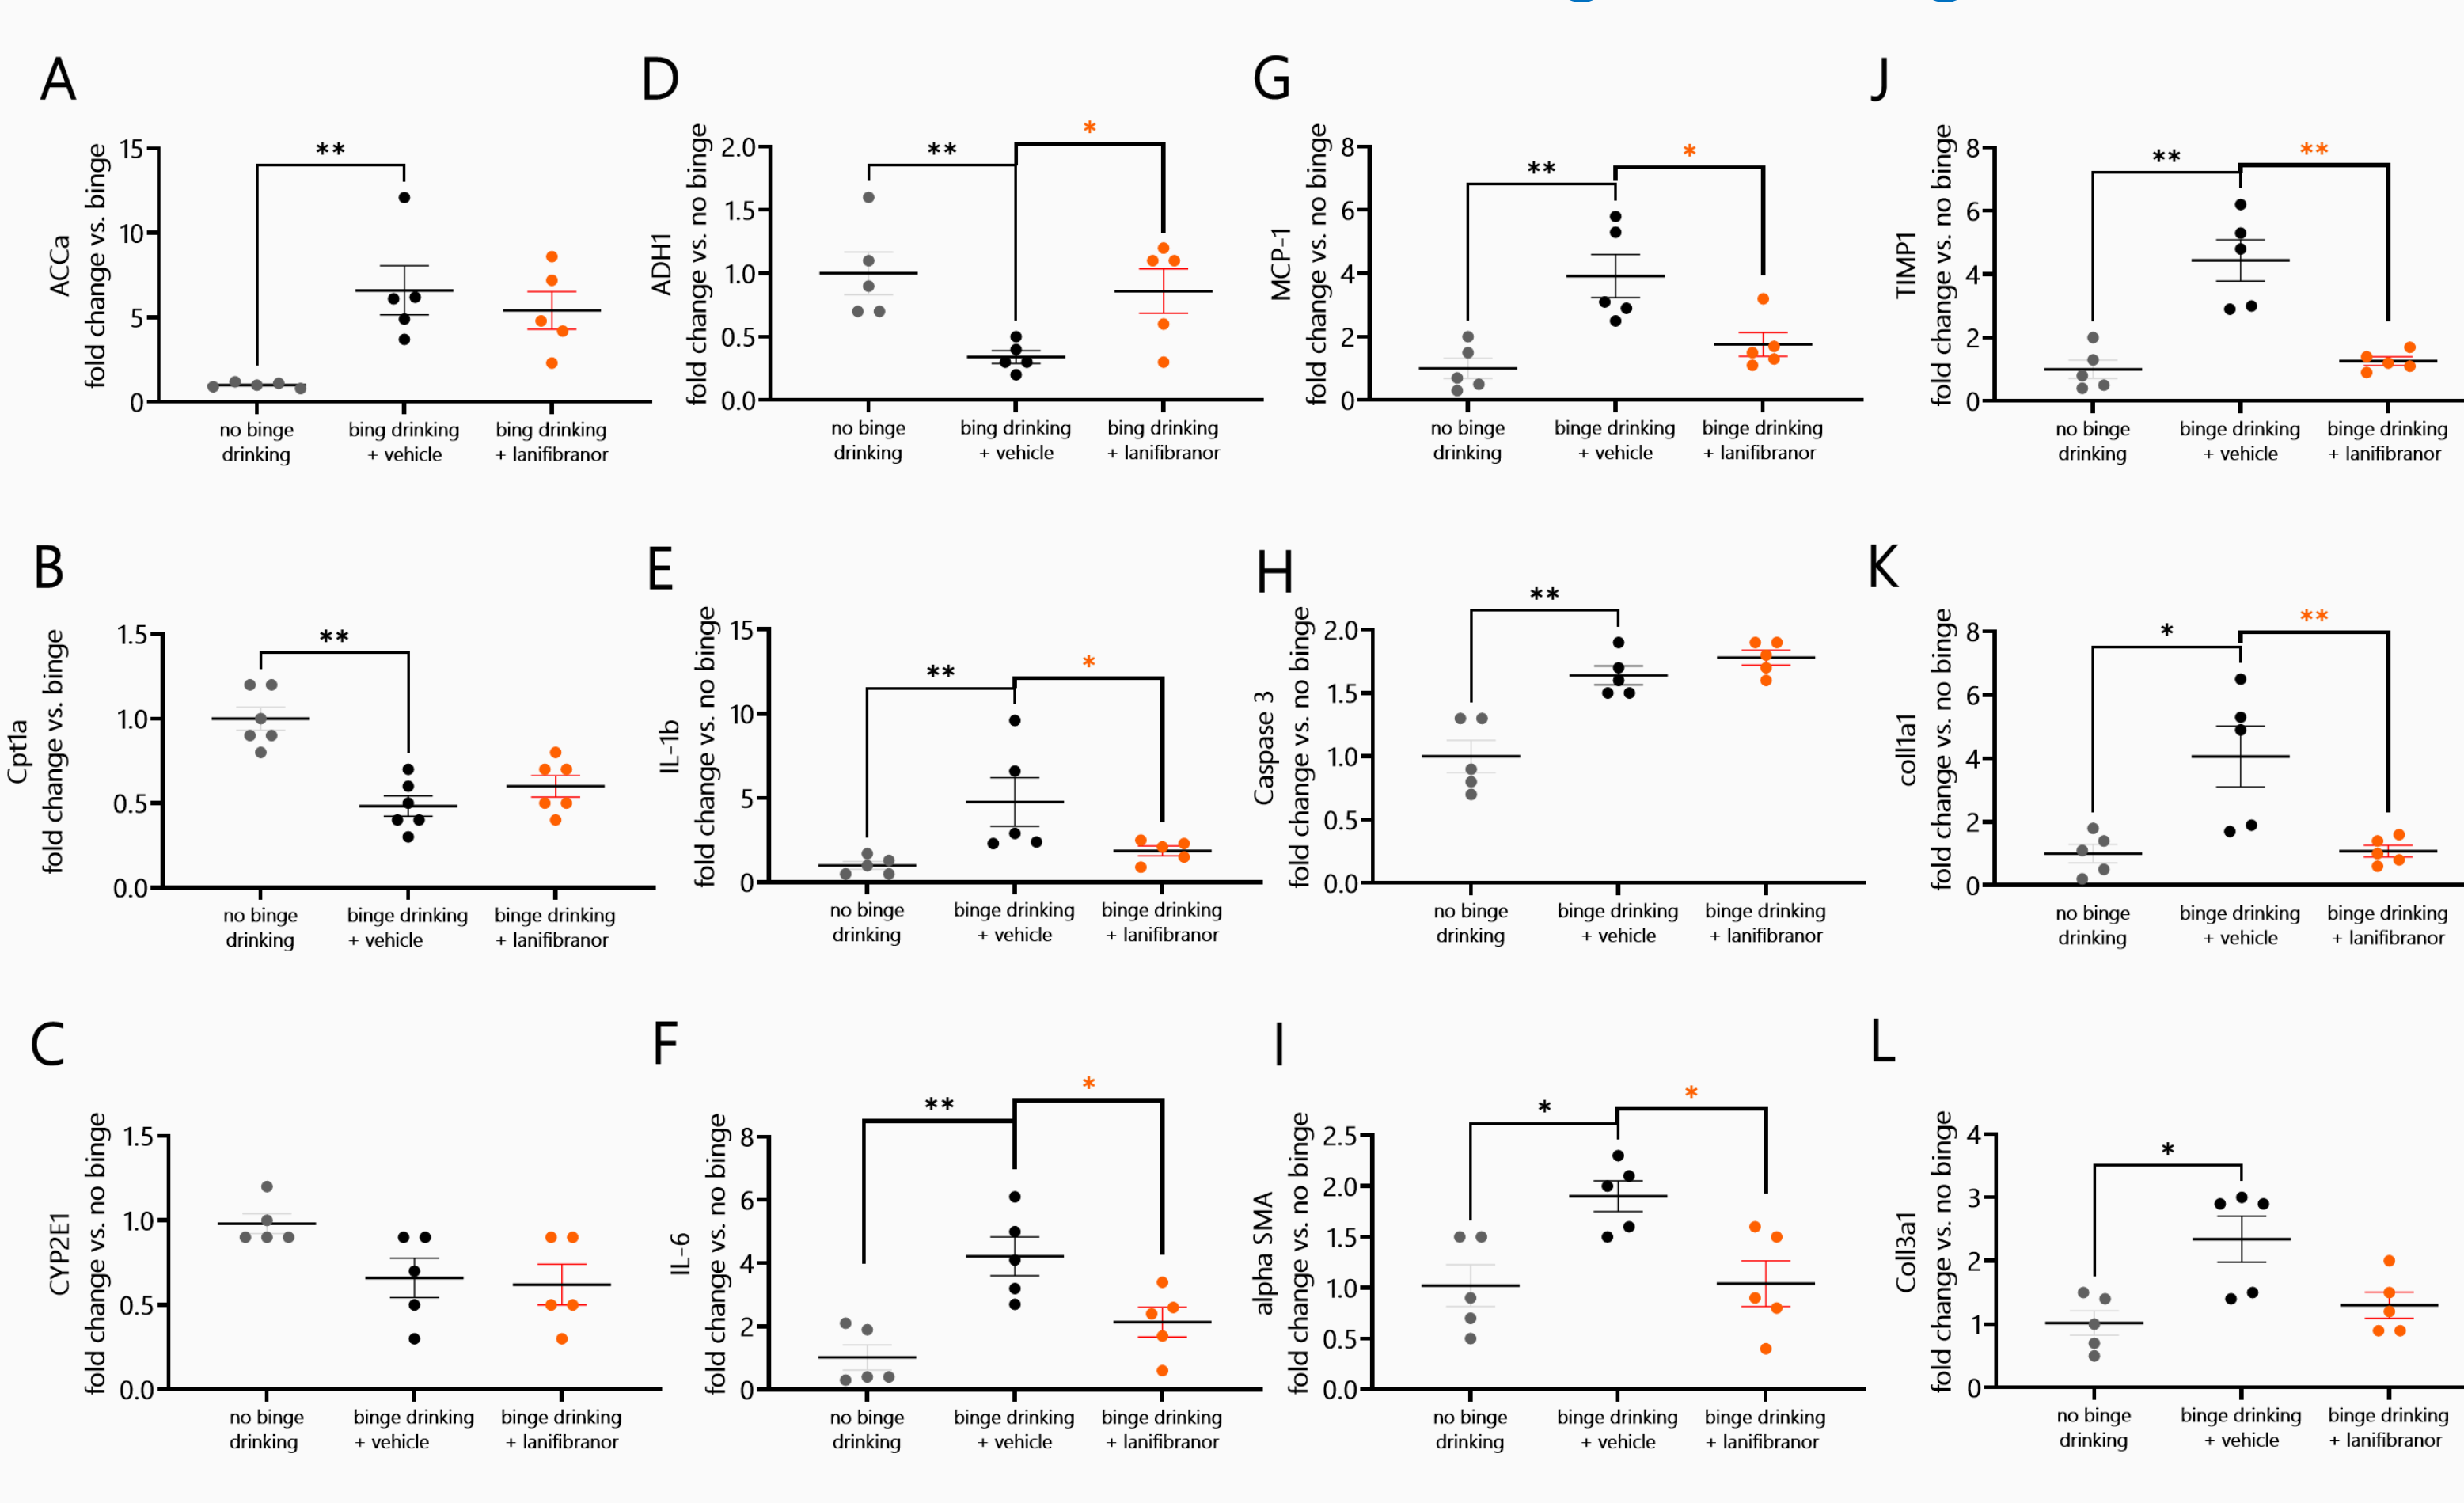 A
ACCa
fold change vs. binge
15
10
5
0
**
no binge
drinking
bing drinking
+ vehicle
bing drinking
+ lanifibranor
D
ADH1
fold change vs. no binge
2.0
1.5
1.0
0.5
0.0
**
*
no binge
drinking
bing drinking
+ vehicle
bing drinking
+ lanifibranor
G
MCP-1
fold change vs. no binge
8
6
4
2
0
**
*
no binge
drinking
binge drinking
+ vehicle
binge drinking
+ lanifibranor
J
TIMP1
fold change vs. no binge
8
6
4
2
0
**
**
no binge
drinking
binge drinking
+ vehicle
binge drinking
+ lanifibranor
B
Cpt1a
fold change vs. binge
1.5
1.0
0.5
0.0
**
no binge
drinking
binge drinking
+ vehicle
binge drinking
+ lanifibranor
E
IL-1b
fold change vs. no binge
15
10
5
0
**
*
no binge
drinking
binge drinking
+ vehicle
binge drinking
+ lanifibranor
H
Caspase 3
fold change vs. no binge
2.0
1.5
1.0
0.5
0.0
**
no binge
drinking
binge drinking
+ vehicle
binge drinking
+ lanifibranor
K
coll1a1
fold change vs. no binge
8
6
4
2
0
*
**
no binge
drinking
binge drinking
+ vehicle
binge drinking
+ lanifibranor
C
CYP2E1
fold change vs. no binge
1.5
1.0
0.5
0.0
no binge
drinking
binge drinking
+ vehicle
binge drinking
+ lanifibranor
F
IL-6
fold change vs. no binge
8
6
4
2
0
**
*
no binge
drinking
binge drinking
+ vehicle
binge drinking
+ lanifibranor
I
alpha SMA
fold change vs. no binge
2.5
2.0
1.5
1.0
0.5
0.0
*
*
no binge
drinking
binge drinking
+ vehicle
binge drinking
+ lanifibranor
L
Coll3a1
fold change vs. no binge
4
3
2
1
0
*
no binge
drinking
binge drinking
+ vehicle
binge drinking
+ lanifibranor